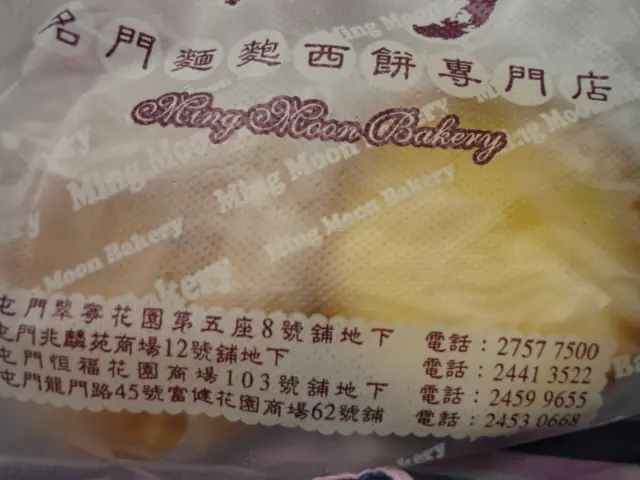 名門麵麭西餅專門店
Ming Moon Bakery
屯門翠寧花園第五座8號舖地下 電話：2757 7500
屯門兆麟苑商場12號舖地下 電話：2441 3522
屯門恒福花園商場103號舖地下 電話：2459 9655
屯門龍門路45號富健花園商場62號舖 電話：2453 0668
Ming Moon Bakery